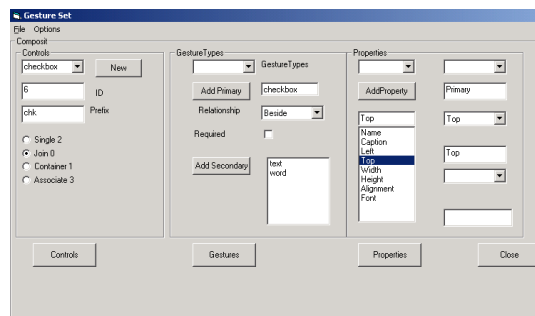 Gesture Set
File Options
Composit
Controls
checkbox
New
6
ID
chk
Prefix
Single 2
Join 0
Container 1
Associate 3
GestureTypes
GestureTypes
Add Primary
checkbox
Relationship
Beside
Required
Add Secondary
text
word
Properties
AddProperty
Primary
Top
Top
Name
Caption
Left
Top
Width
Height
Alignment
Font
Top
Controls
Gestures
Properties
Close